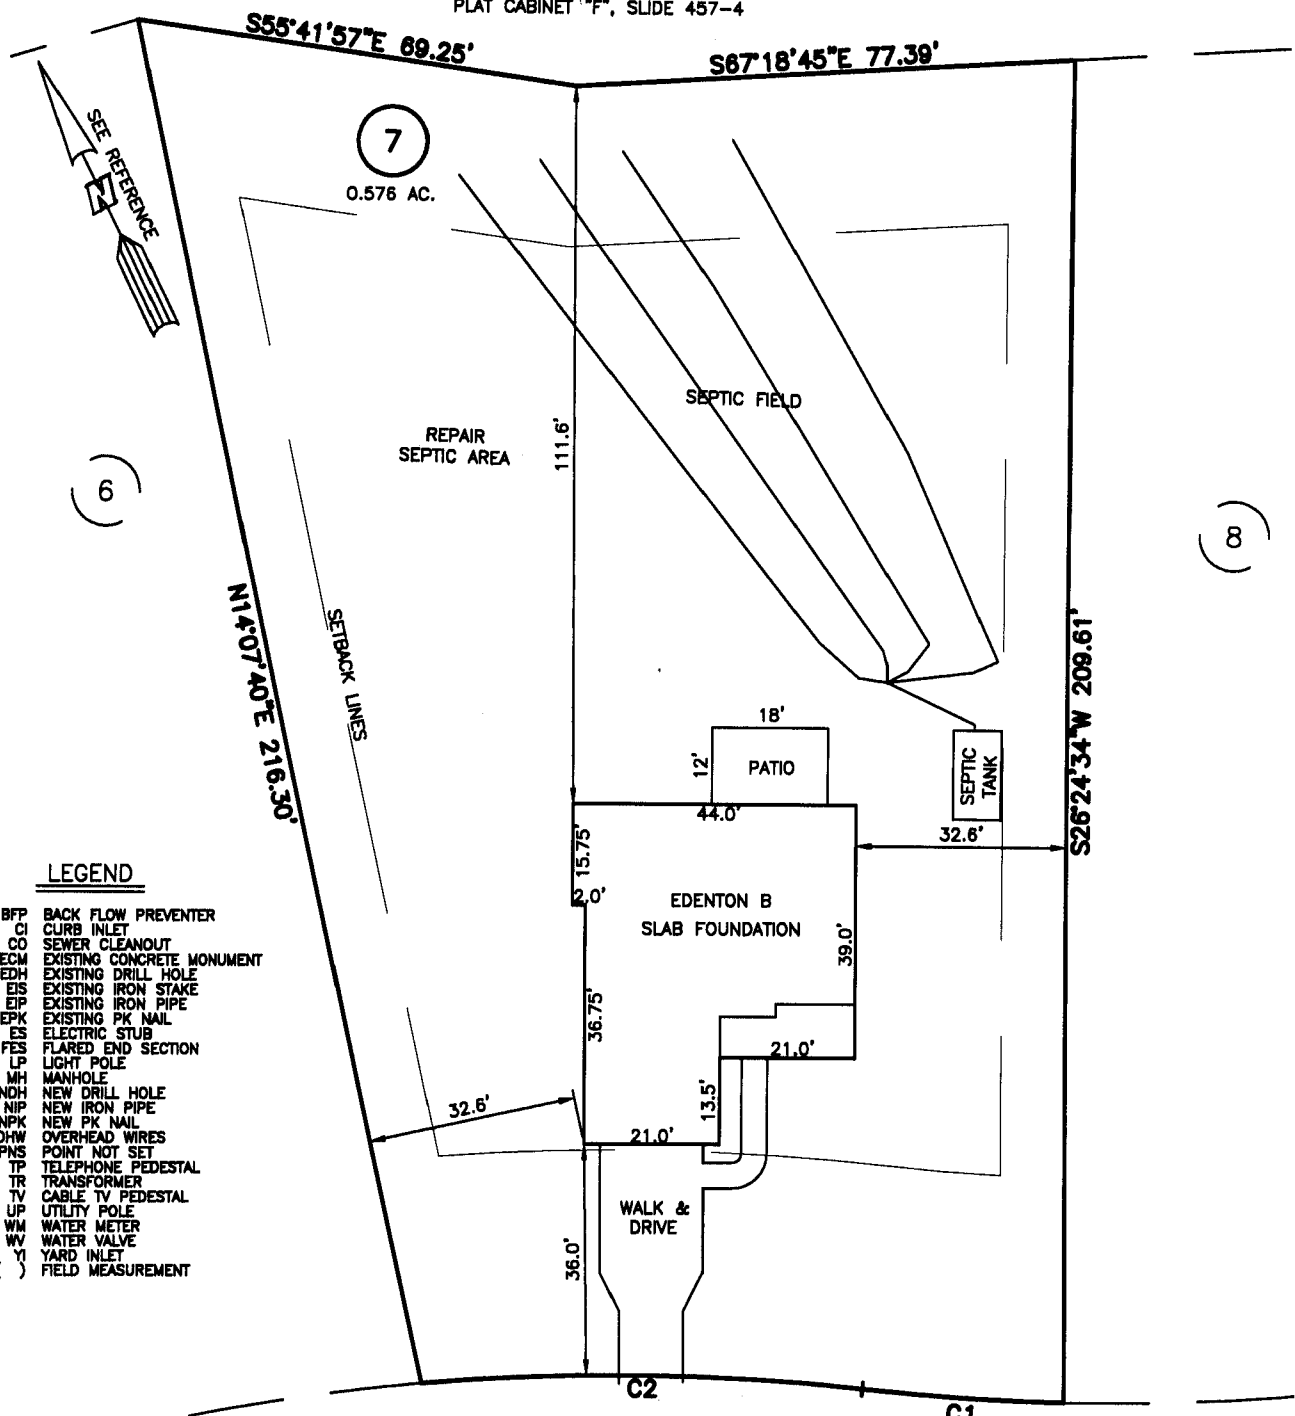 PLAT CABINET "F", SLIDE 457-4
S55°41'57"E 69.25'
S67°18'45"E 77.39'
SEE REFERENCE
7
0.576 AC.
SEPTIC FIELD
REPAIR
SEPTIC AREA
111.6'
6
8
N14°07'40"E 216.30'
SETBACK LINES
S26°24'34"W 209.61'
18'
12'
PATIO
SEPTIC
TANK
44.0'
32.6'
15.75'
2.0'
EDENTON B
SLAB FOUNDATION
39.0'
36.75'
21.0'
13.5'
32.6'
21.0'
WALK &
DRIVE
36.0'
C2
C1
LEGEND
BFP BACK FLOW PREVENTER
CI CURB INLET
CO SEWER CLEANOUT
ECM EXISTING CONCRETE MONUMENT
EDH EXISTING DRILL HOLE
EIS EXISTING IRON STAKE
EIP EXISTING IRON PIPE
EPK EXISTING PK NAIL
ES ELECTRIC STUB
FES FLARED END SECTION
LP LIGHT POLE
MH MANHOLE
NDH NEW DRILL HOLE
NIP NEW IRON PIPE
NPK NEW PK NAIL
OHW OVERHEAD WIRES
PNS POINT NOT SET
TP TELEPHONE PEDESTAL
TR TRANSFORMER
TV CABLE TV PEDESTAL
UP UTILITY POLE
WM WATER METER
WV WATER VALVE
YI YARD INLET
( ) FIELD MEASUREMENT